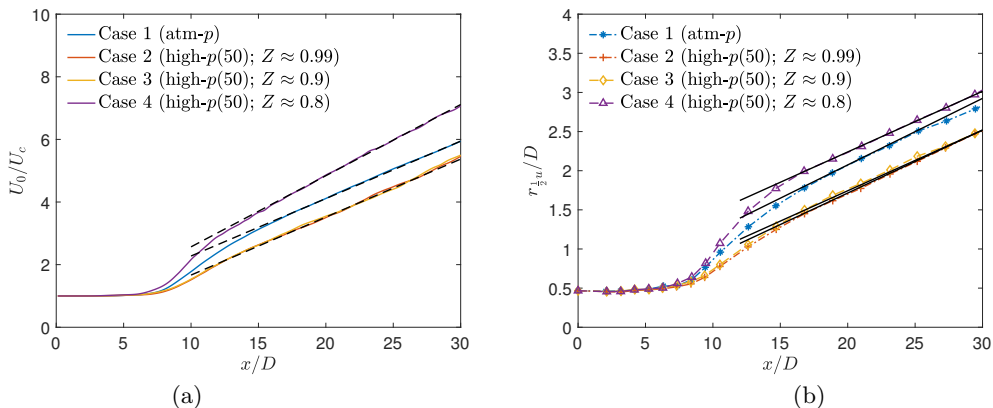 10
8
6
4
2
0
U₀/U_c
0 5 10 15 20 25 30
x/D
Case 1 (atm-p)
Case 2 (high-p(50); Z ≈ 0.99)
Case 3 (high-p(50); Z ≈ 0.9)
Case 4 (high-p(50); Z ≈ 0.8)
(a)
4
3.5
3
2.5
2
1.5
1
0.5
0
r_{½u}/D
0 5 10 15 20 25 30
x/D
Case 1 (atm-p)
Case 2 (high-p(50); Z ≈ 0.99)
Case 3 (high-p(50); Z ≈ 0.9)
Case 4 (high-p(50); Z ≈ 0.8)
(b)